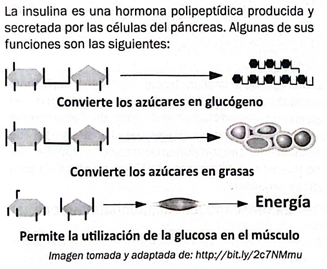 La insulina es una hormona polipeptídica producida y
secretada por las células del páncreas. Algunas de sus
funciones son las siguientes:
Convierte los azúcares en glucógeno
Convierte los azúcares en grasas
Energía
Permite la utilización de la glucosa en el músculo
Imagen tomada y adaptada de: http://bit.ly/2c7NMmu